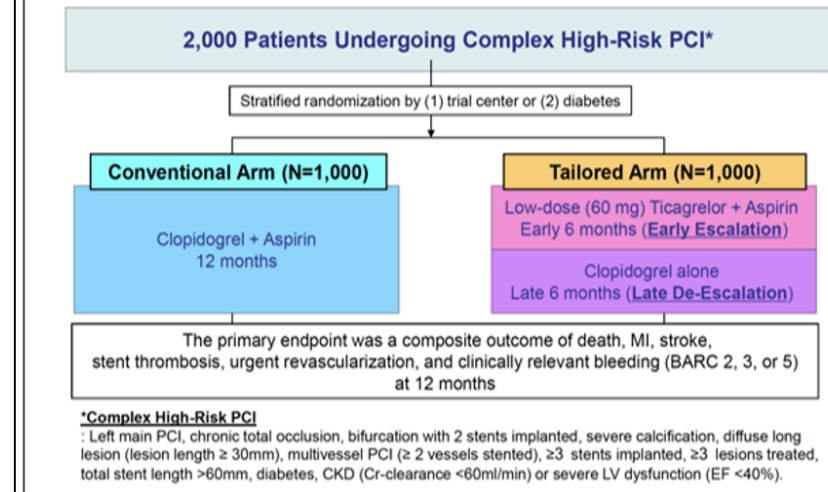 2,000 Patients Undergoing Complex High-Risk PCI*
Stratified randomization by (1) trial center or (2) diabetes
Conventional Arm (N=1,000)
Clopidogrel + Aspirin
12 months
Tailored Arm (N=1,000)
Low-dose (60 mg) Ticagrelor + Aspirin
Early 6 months (Early Escalation)
Clopidogrel alone
Late 6 months (Late De-Escalation)
The primary endpoint was a composite outcome of death, MI, stroke,
stent thrombosis, urgent revascularization, and clinically relevant bleeding (BARC 2, 3, or 5)
at 12 months
*Complex High-Risk PCI
: Left main PCI, chronic total occlusion, bifurcation with 2 stents implanted, severe calcification, diffuse long
lesion (lesion length ≥ 30mm), multivessel PCI (≥ 2 vessels stented), ≥3 stents implanted, ≥3 lesions treated,
total stent length >60mm, diabetes, CKD (Cr-clearance <60ml/min) or severe LV dysfunction (EF <40%).